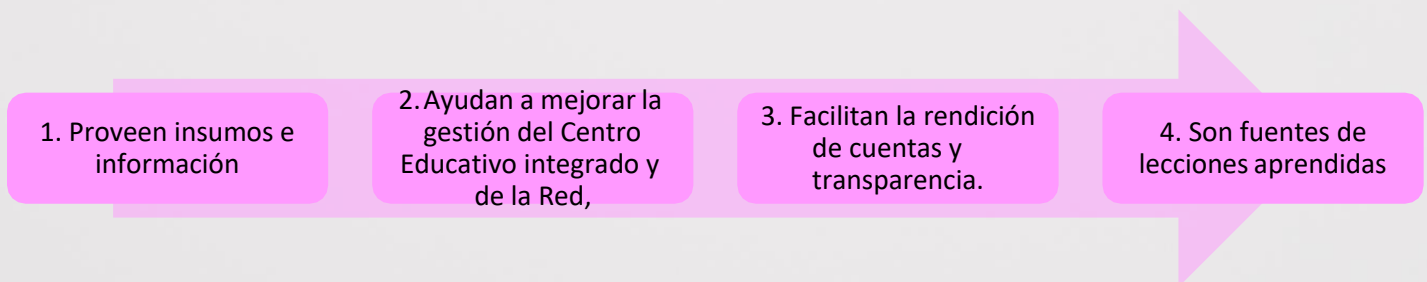 1. Proveen insumos e
información
2. Ayudan a mejorar la
gestión del Centro
Educativo integrado y
de la Red,
3. Facilitan la rendición
de cuentas y
transparencia.
4. Son fuentes de
lecciones aprendidas